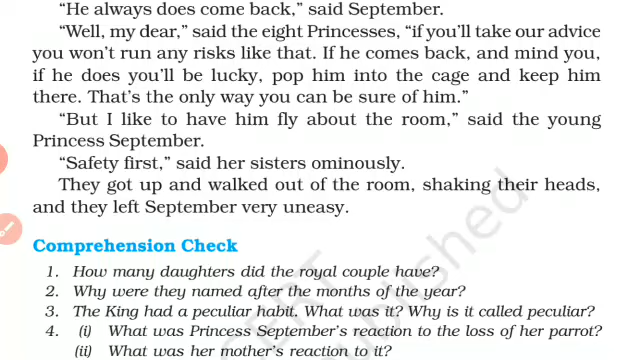 “He always does come back,” said September.
“Well, my dear,” said the eight Princesses, “if you’ll take our advice
you won’t run any risks like that. If he comes back, and mind you,
if he does you’ll be lucky, pop him into the cage and keep him
there. That’s the only way you can be sure of him.”
“But I like to have him fly about the room,” said the young
Princess September.
“Safety first,” said her sisters ominously.
They got up and walked out of the room, shaking their heads,
and they left September very uneasy.
Comprehension Check
1. How many daughters did the royal couple have?
2. Why were they named after the months of the year?
3. The King had a peculiar habit. What was it? Why is it called peculiar?
4. (i) What was Princess September’s reaction to the loss of her parrot?
(ii) What was her mother’s reaction to it?